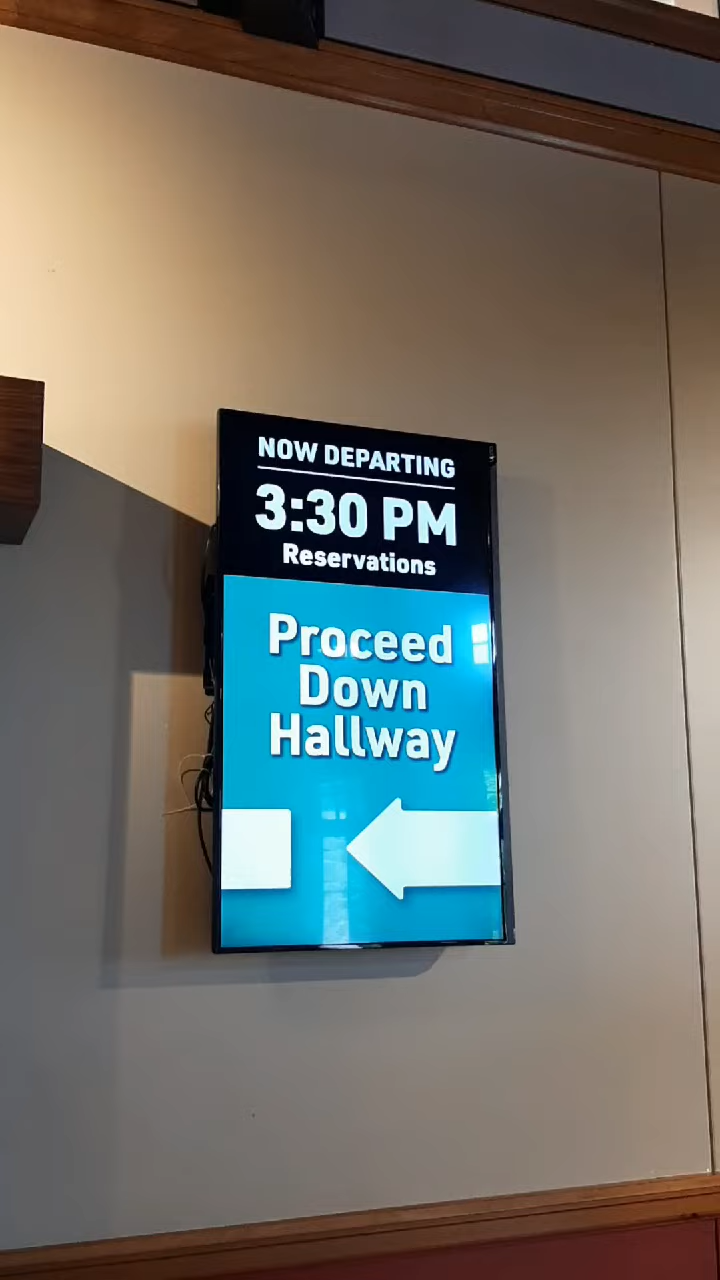 NOW DEPARTING
3:30 PM
Reservations
Proceed
Down
Hallway